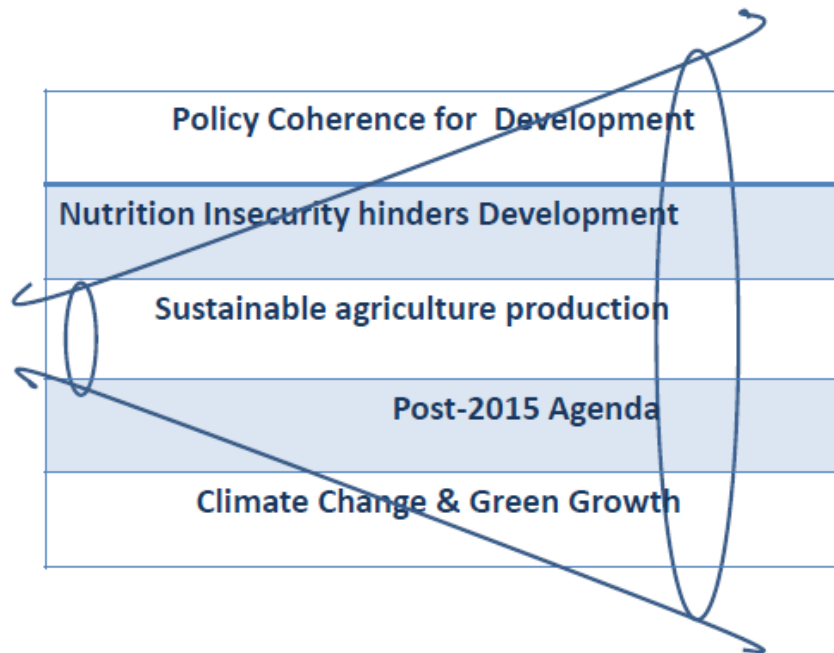 Policy Coherence for Development
Nutrition Insecurity hinders Development
Sustainable agriculture production
Post-2015 Agenda
Climate Change & Green Growth